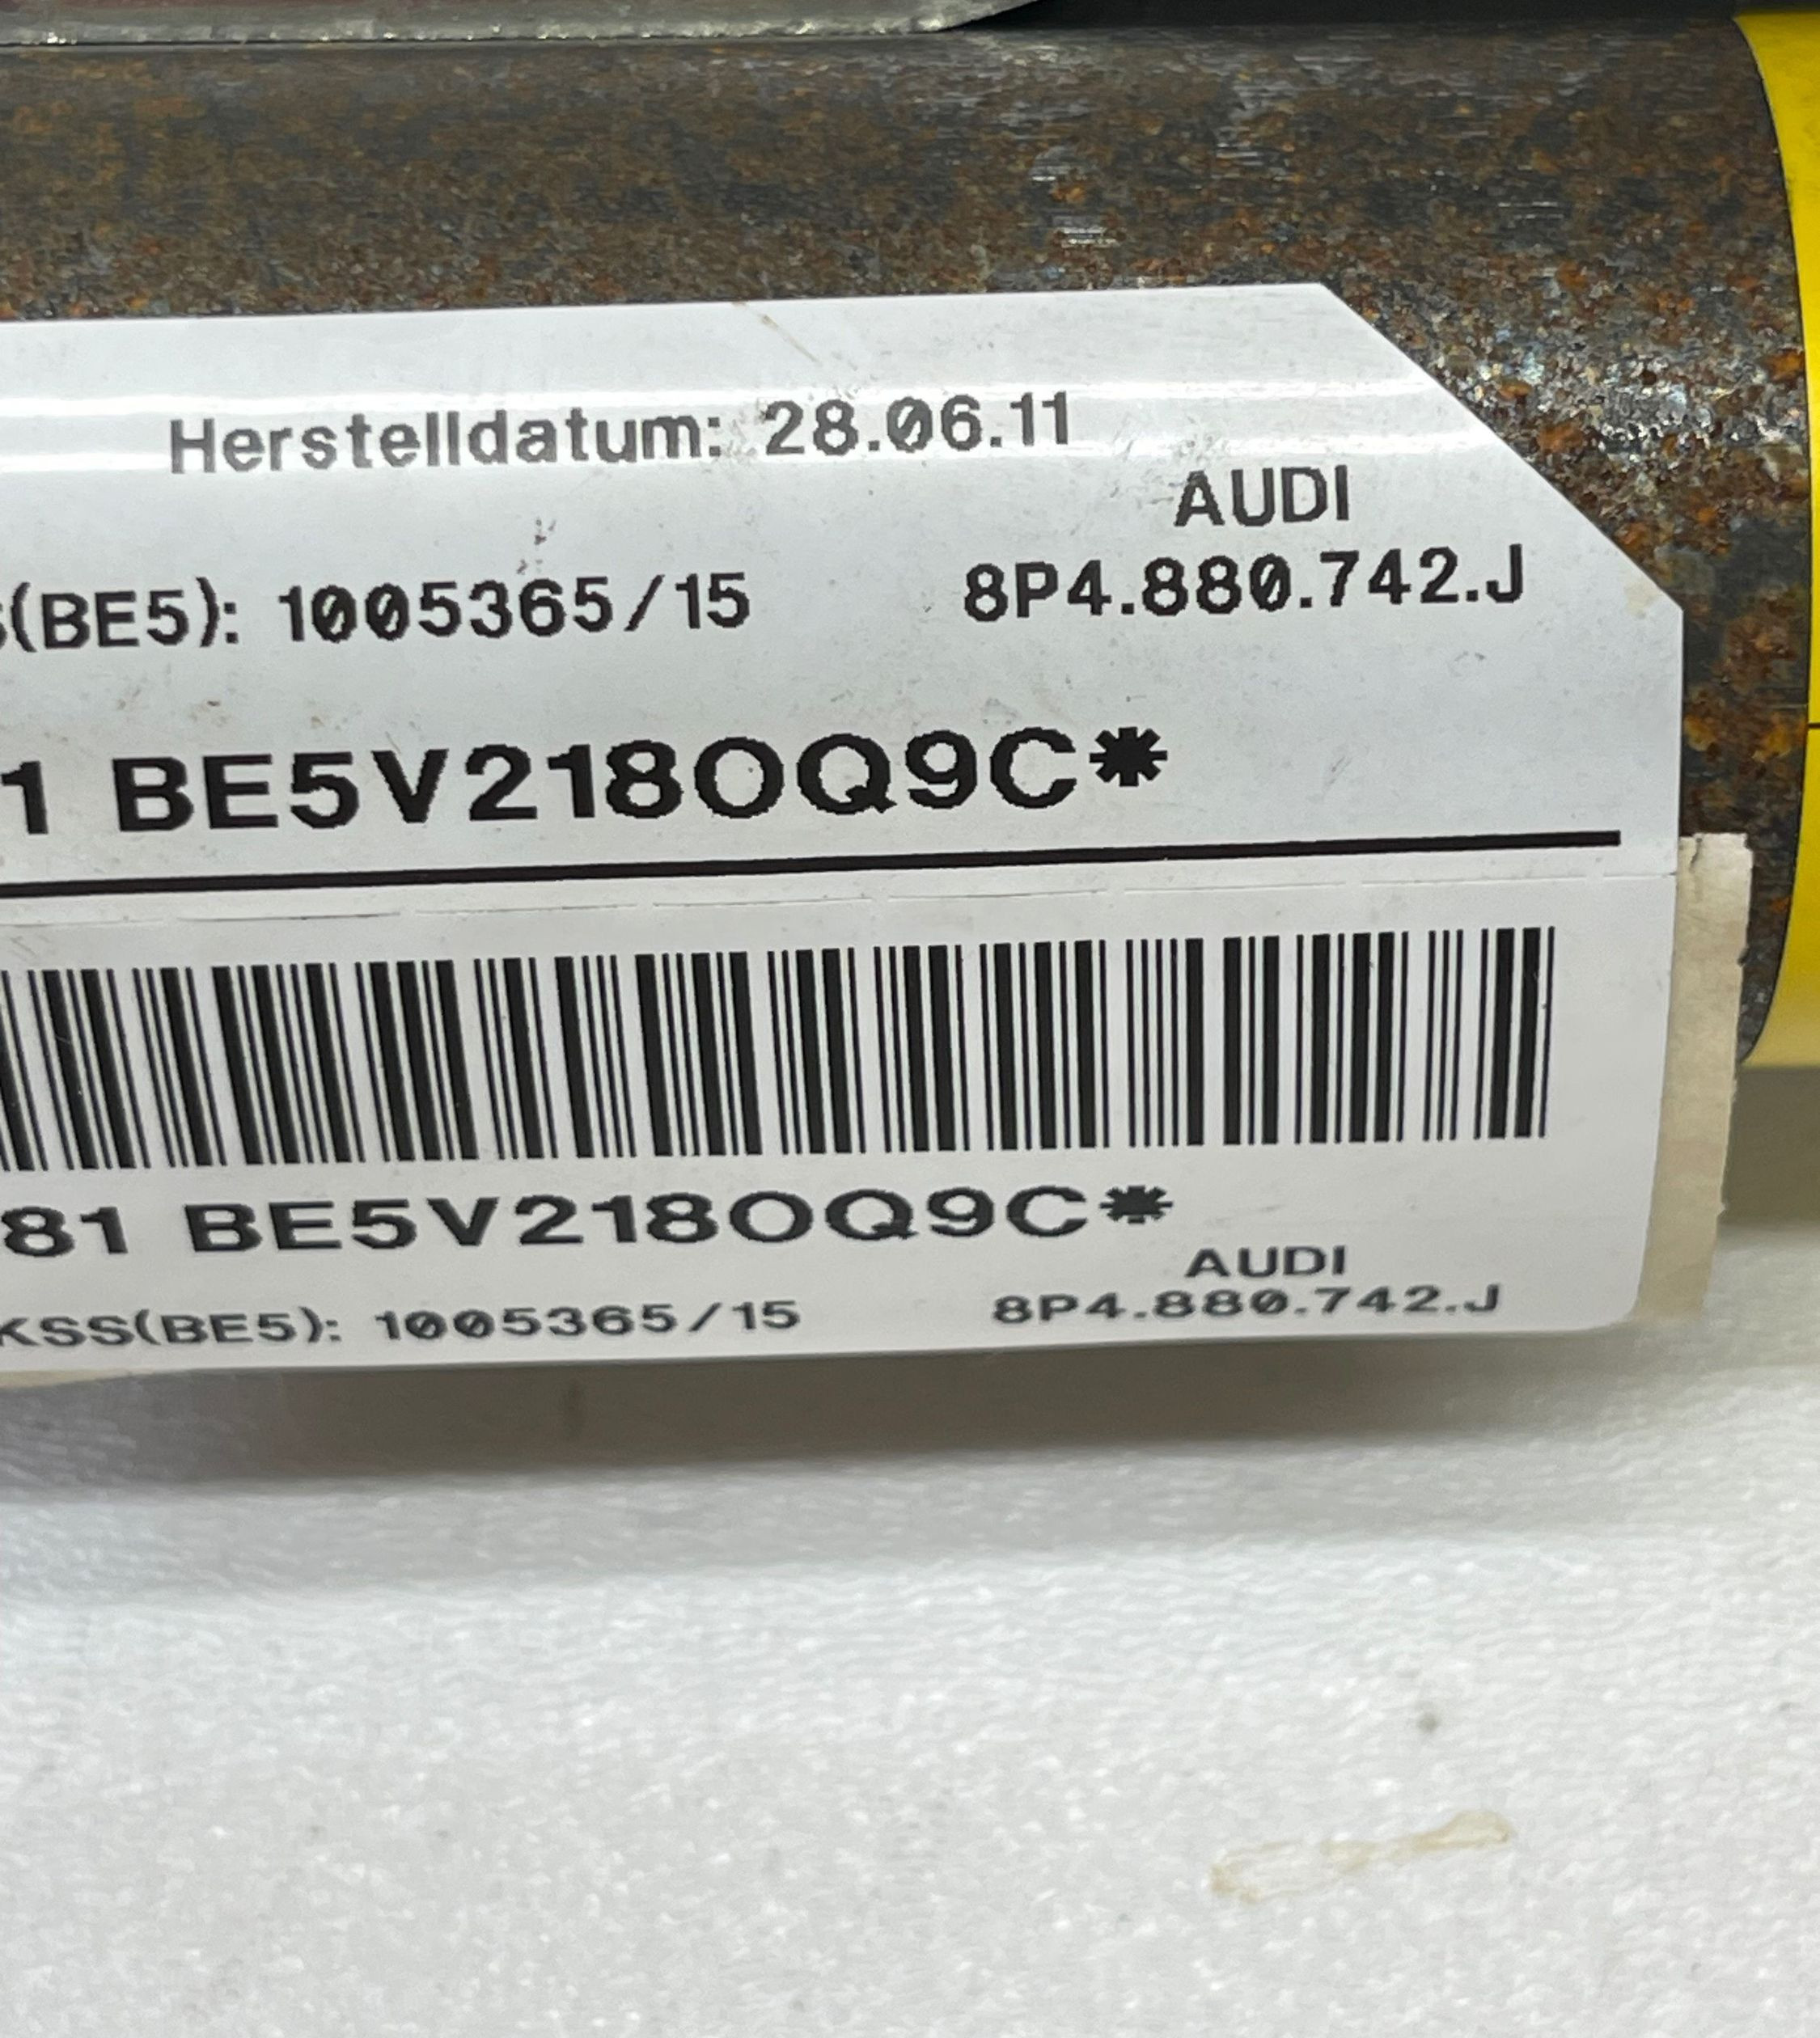 Herstelldatum: 28.06.11
AUDI
(BE5): 1005365/15 8P4.880.742.J
1 BE5V218OQ9C*
81 BE5V218OQ9C*
AUDI
KSS(BE5): 1005365/15 8P4.880.742.J